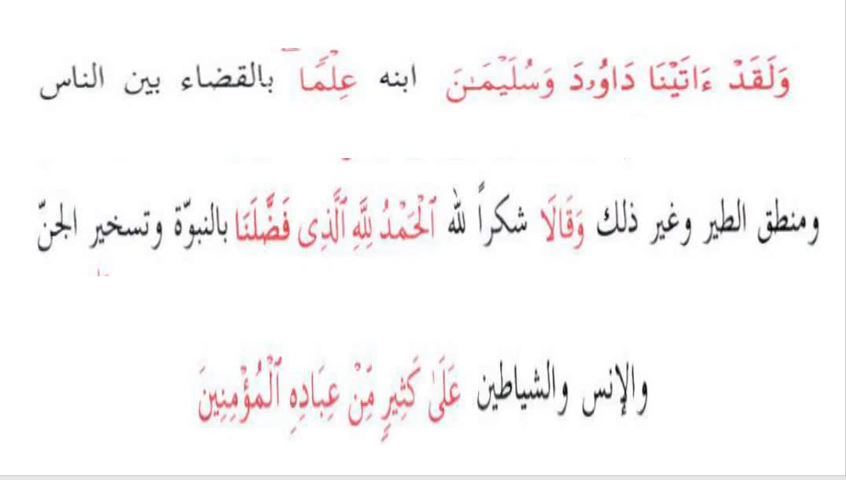 وَلَقَدْ ءَاتَيْنَا دَاوُۥدَ وَسُلَيْمَـٰنَ ابنه عِلْمًا بالقضاء بين الناس
ومنطق الطير وغير ذلك وَقَالَا شكراً لله ٱلْحَمْدُ لِلَّهِ ٱلَّذِى فَضَّلَنَا بالنبوّة وتسخير الجنّ
والإنس والشياطين عَلَىٰ كَثِيرٍ مِّنْ عِبَادِهِ ٱلْمُؤْمِنِينَ